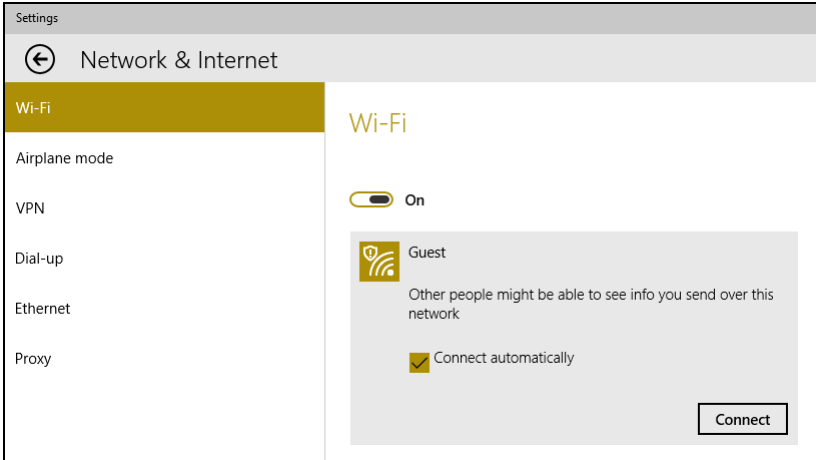 Settings
Network & Internet
Wi-Fi
Airplane mode
VPN
Dial-up
Ethernet
Proxy
Wi-Fi
On
Guest
Other people might be able to see info you send over this
network
Connect automatically
Connect